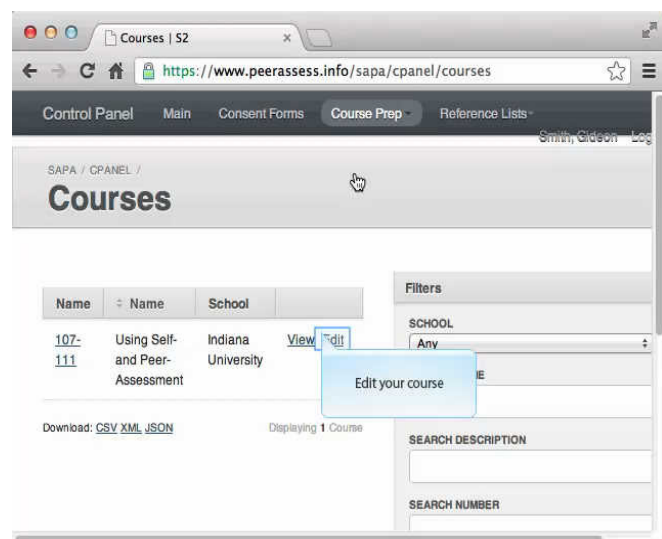 Courses | S2
https://www.peerassess.info/sapa/cpanel/courses
Control Panel Main Consent Forms Course Prep Reference Lists
Smith, Gideon Log
SAPA / CPANEL /
Courses
Name Name School
107-111 Using Self- and Peer-Assessment Indiana University View Edit
Edit your course
Download: CSV XML JSON Displaying 1 Course
Filters
SCHOOL
Any
SEARCH DESCRIPTION
SEARCH NUMBER